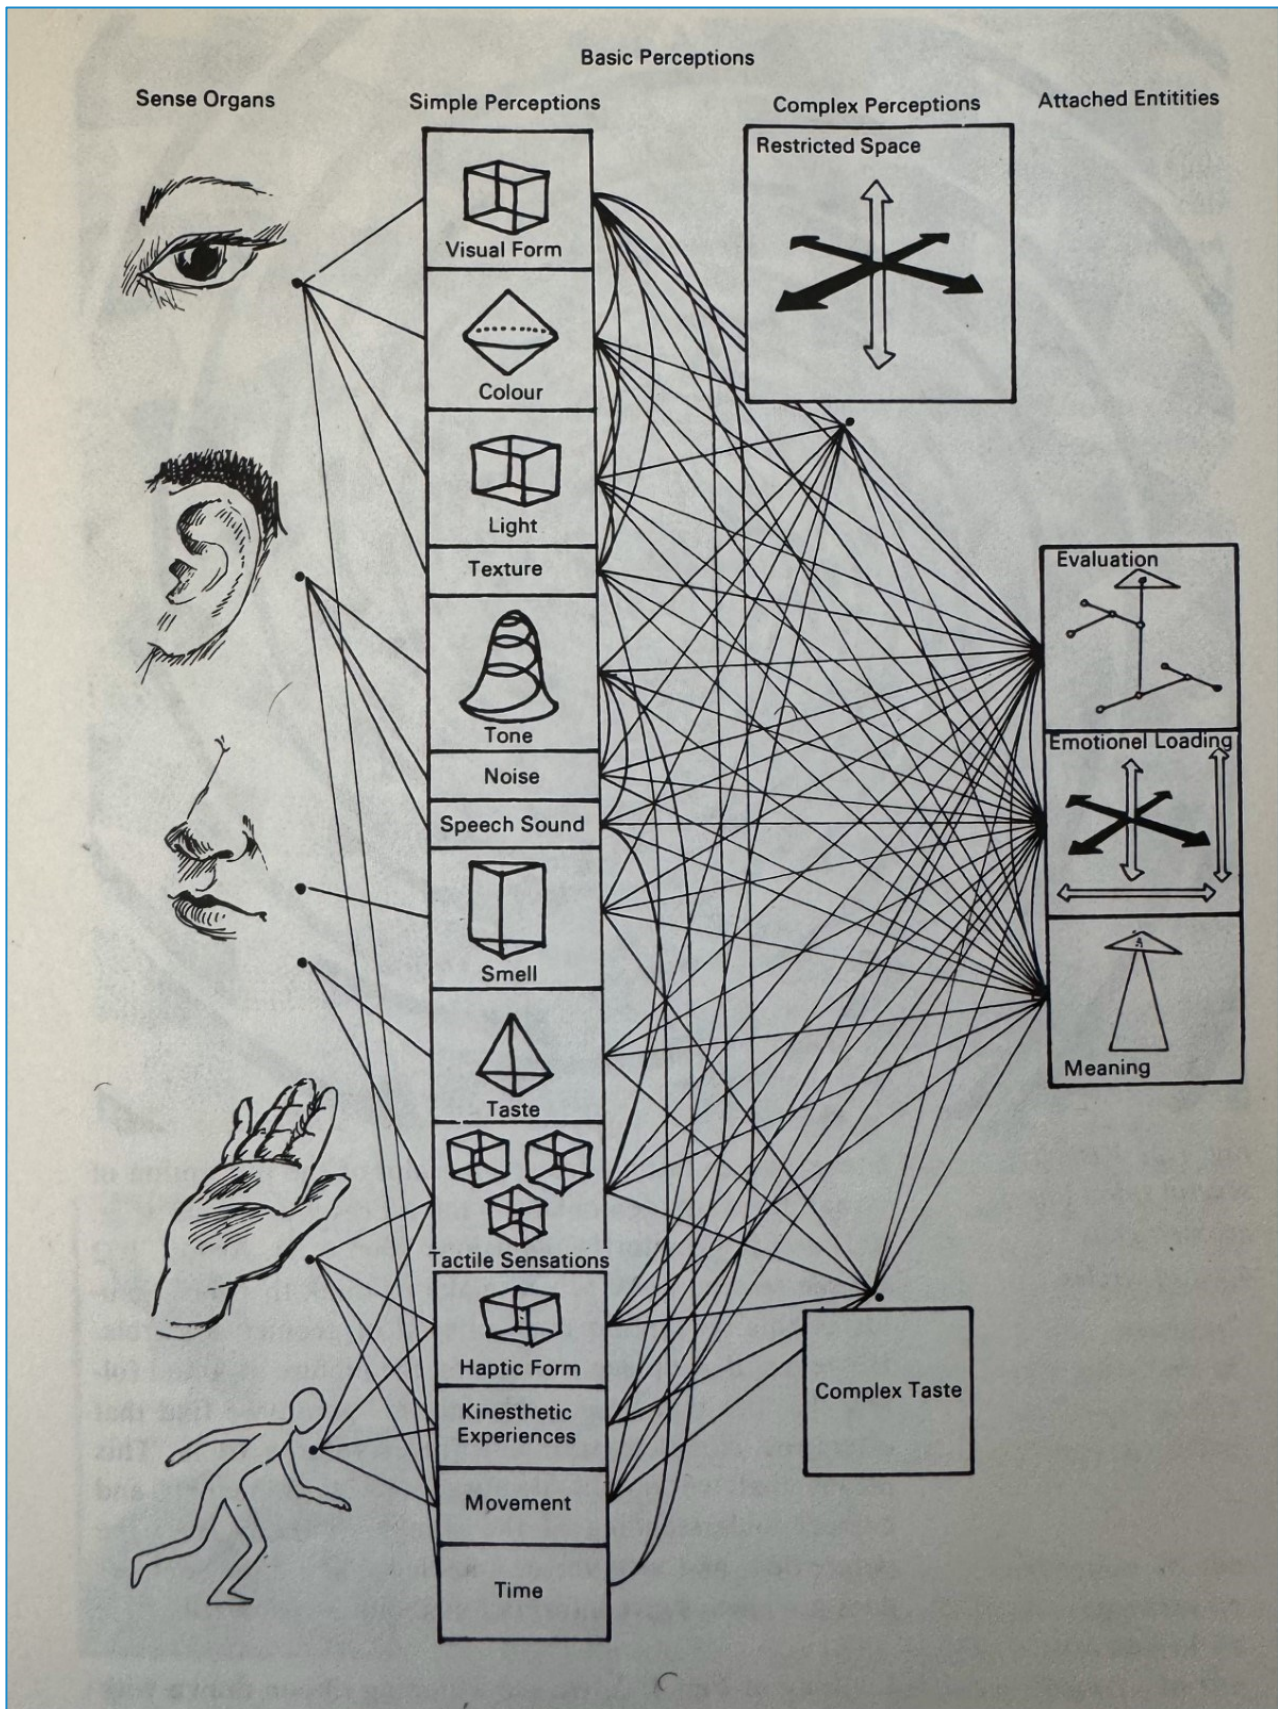 Basic Perceptions
Sense Organs
Simple Perceptions
Complex Perceptions
Attached Entitities
Visual Form
Colour
Light
Texture
Tone
Noise
Speech Sound
Smell
Taste
Tactile Sensations
Haptic Form
Kinesthetic
Experiences
Movement
Time
Restricted Space
Complex Taste
Evaluation
Emotionel Loading
A
Meaning